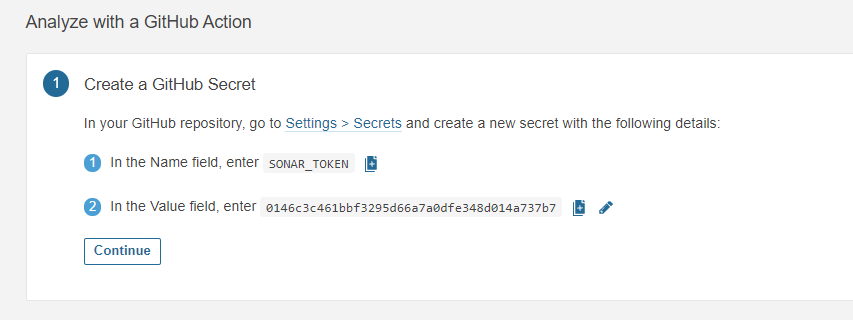 Analyze with a GitHub Action
1 Create a GitHub Secret
In your GitHub repository, go to Settings > Secrets and create a new secret with the following details:
1 In the Name field, enter SONAR_TOKEN
2 In the Value field, enter 0146c3c461bbf3295d66a7a0dfe348d014a737b7
Continue